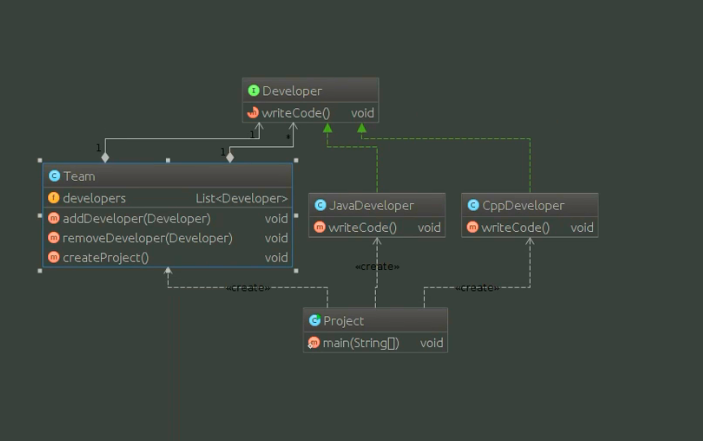 Developer
writeCode() void
1 *
1 1
Team
developers List<Developer>
addDeveloper(Developer) void
removeDeveloper(Developer) void
createProject() void
JavaDeveloper
writeCode() void
CppDeveloper
writeCode() void
«create»
«create» «create»
Project
main(String[]) void